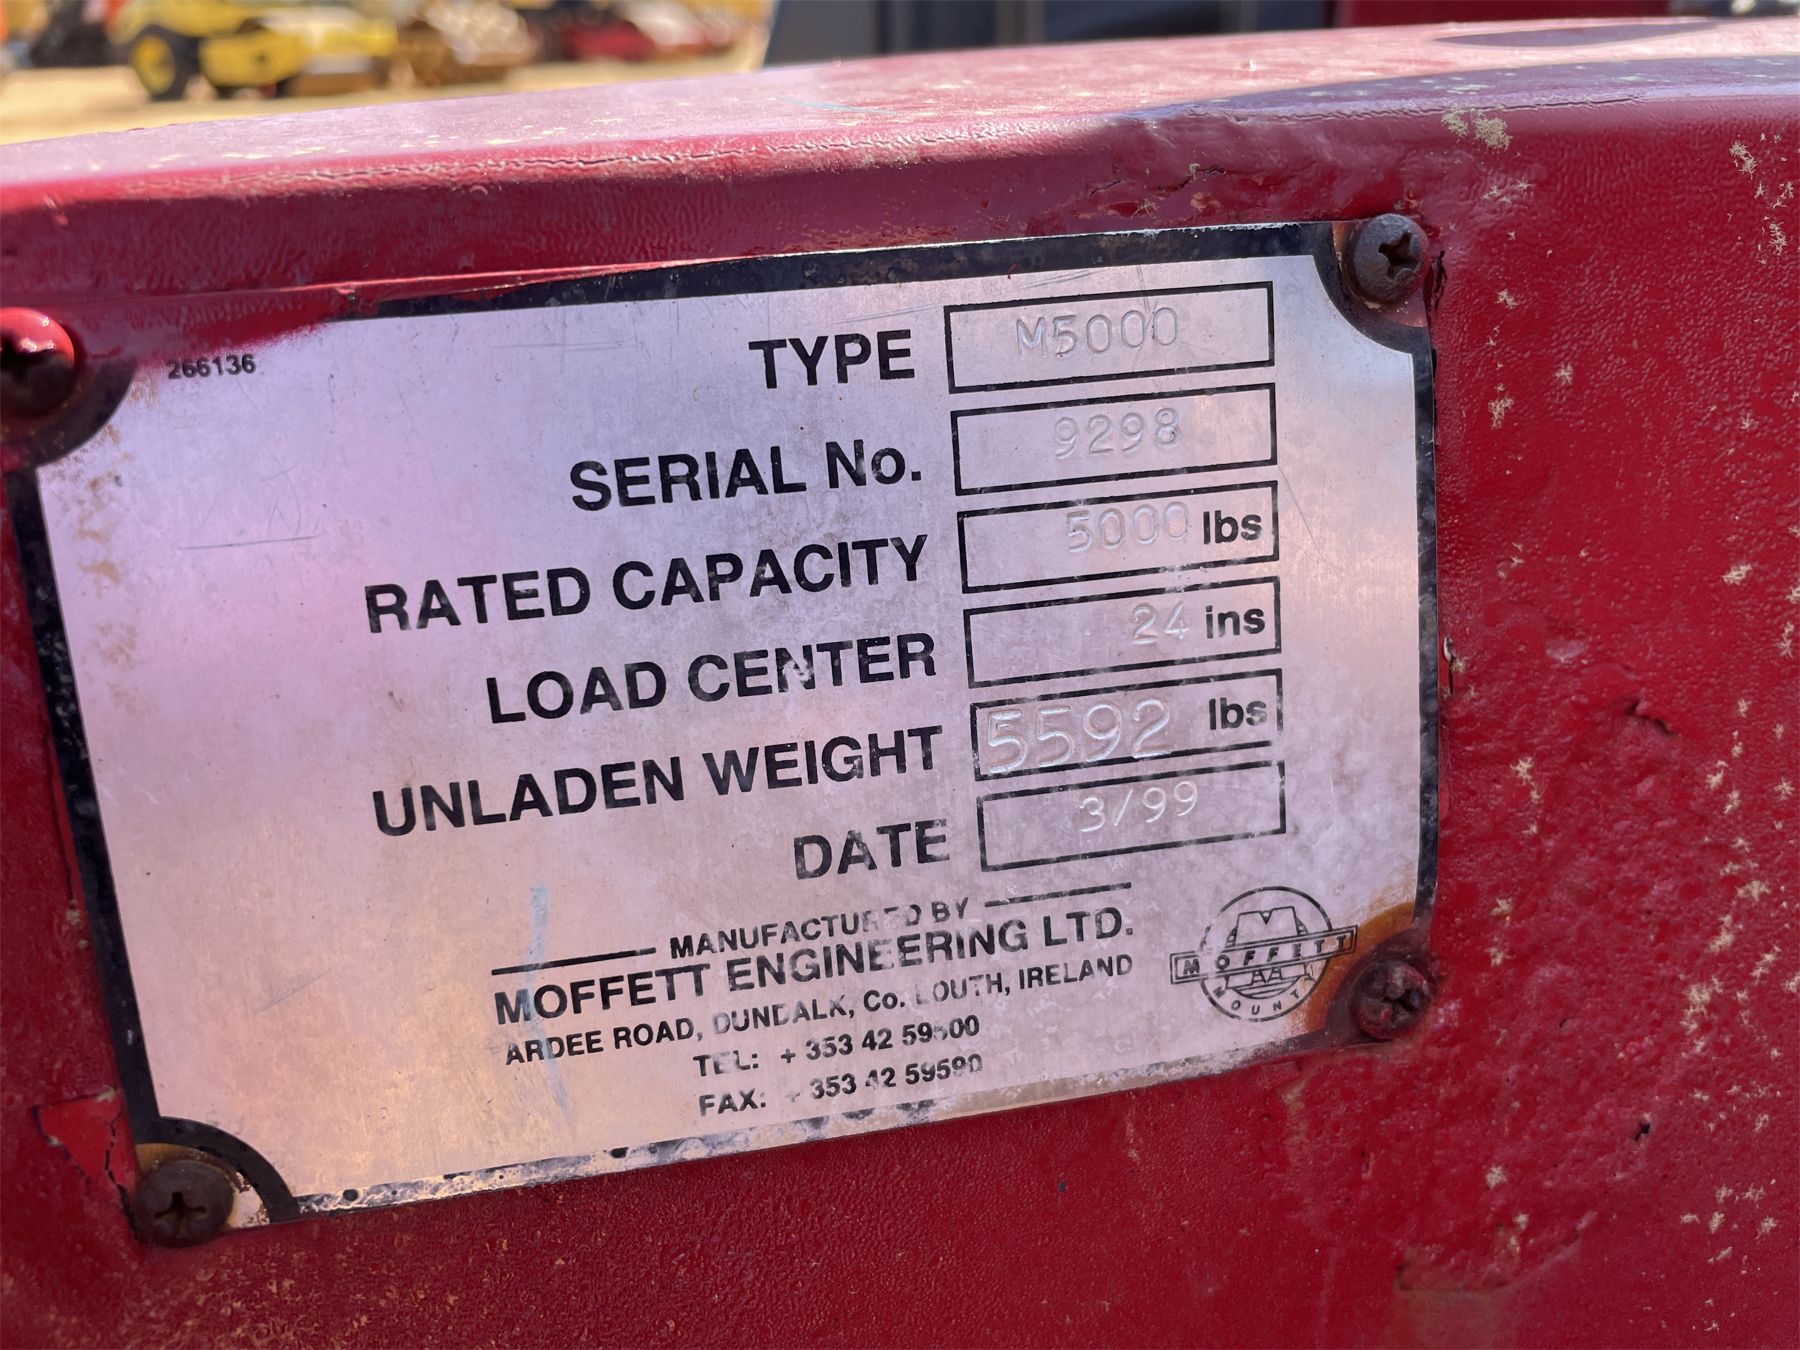 266136
TYPE M5000
SERIAL No. 9298
RATED CAPACITY 5000 lbs
LOAD CENTER 24 ins
UNLADEN WEIGHT 5592 lbs
DATE 3/99
MANUFACTURED BY
MOFFETT ENGINEERING LTD.
ARDEE ROAD, DUNDALK, Co. LOUTH, IRELAND
TEL: + 353 42
FAX: 353 42 59590
MOFFETT
MOUNTY